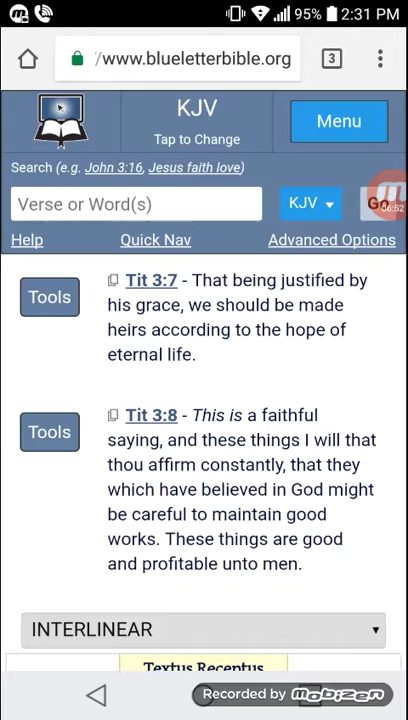 95% 2:31 PM
/www.blueletterbible.org
3
KJV
Tap to Change
Menu
Search (e.g. John 3:16, Jesus faith love)
Verse or Word(s)
KJV
Go
06:52
Help
Quick Nav
Advanced Options
Tools
Tit 3:7 - That being justified by
his grace, we should be made
heirs according to the hope of
eternal life.
Tools
Tit 3:8 - This is a faithful
saying, and these things I will that
thou affirm constantly, that they
which have believed in God might
be careful to maintain good
works. These things are good
and profitable unto men.
INTERLINEAR
Textus Receptus
Recorded by mobizen